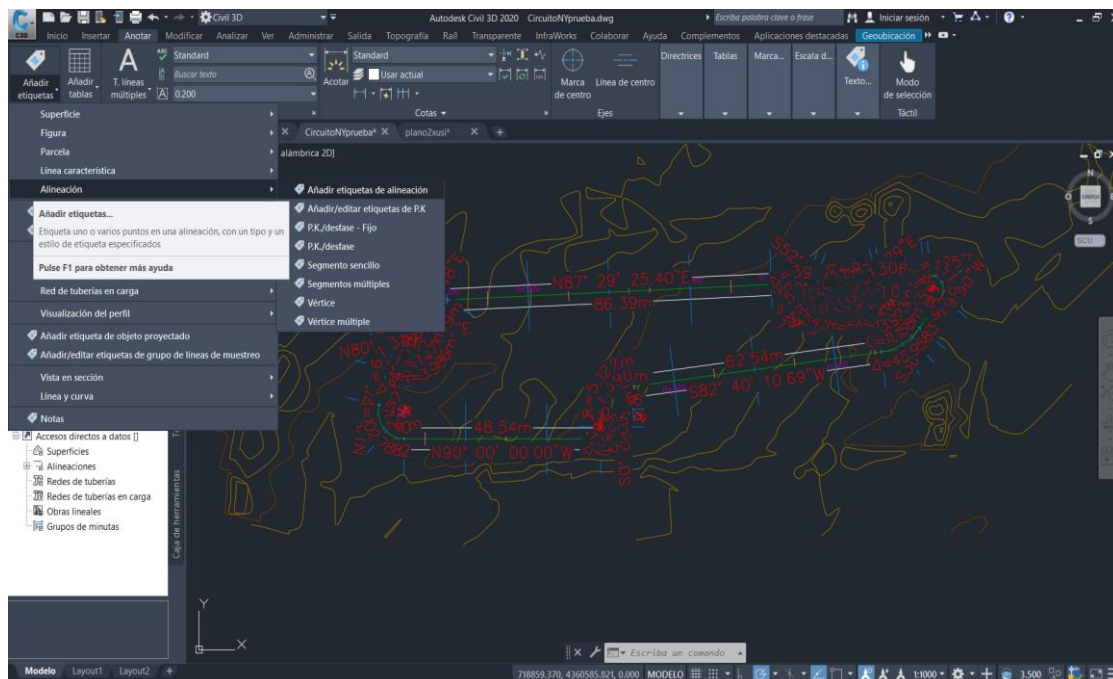 C3D
Civil 3D
Autodesk Civil 3D 2020 CircuitoNYprueba.dwg
Escriba palabra clave o frase
Iniciar sesión
Inicio Insertar Anotar Modificar Analizar Ver Administrar Salida Topografía Rail Transparente InfraWorks Colaborar Ayuda Complementos Aplicaciones destacadas Geoubicación
Añadir etiquetas
Añadir tablas
T. líneas múltiples
Standard
Buscar texto
0.200
Acotar
Standard
Usar actual
Cotas
Marca de centro
Línea de centro
Ejes
Directrices
Tablas
Marca...
Escala d...
Texto...
Modo de selección
Táctil
CircuitoNYprueba* plano2xusi*
alámbrica 2D]
Superficie
Figura
Parcela
Línea característica
Alineación
Añadir etiquetas...
Etiqueta uno o varios puntos en una alineación, con un tipo y un
estilo de etiqueta especificados
Pulse F1 para obtener más ayuda
Red de tuberías en carga
Visualización del perfil
Añadir etiqueta de objeto proyectado
Añadir/editar etiquetas de grupo de líneas de muestreo
Vista en sección
Línea y curva
Notas
Añadir etiquetas de alineación
Añadir/editar etiquetas de P.K
P.K./desfase - Fijo
P.K./desfase
Segmento sencillo
Segmentos múltiples
Vértice
Vértice múltiple
Accesos directos a datos []
Superficies
Alineaciones
Redes de tuberías
Redes de tuberías en carga
Obras lineales
Grupos de minutas
Caja de herramientas
N87° 29' 25.40"E
86.39m
62.54m
S82° 40' 10.69"W
48.54m
N90° 00' 00.00"W
N
S
SCU
Y
X
Escriba un comando
Modelo Layout1 Layout2 +
718859.370, 4360585.821, 0.000 MODELO
1:1000
3.500